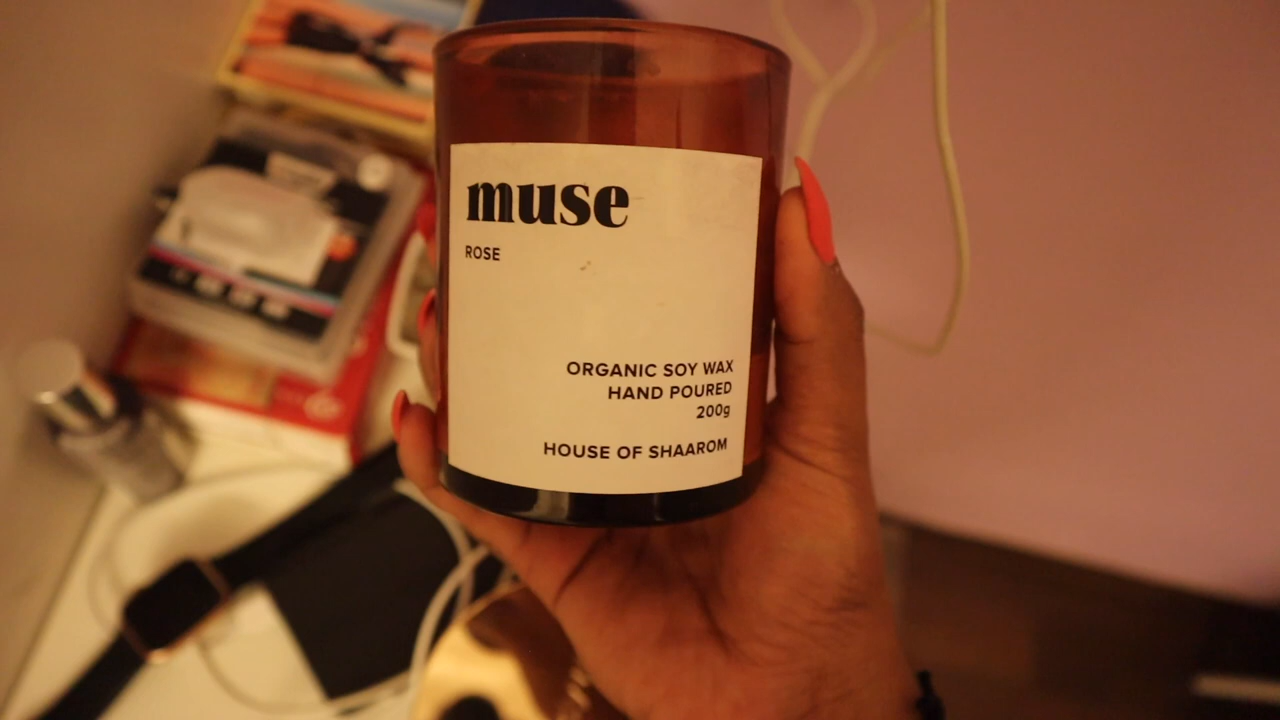 muse
ROSE
ORGANIC SOY WAX
HAND POURED
200g
HOUSE OF SHAAROM